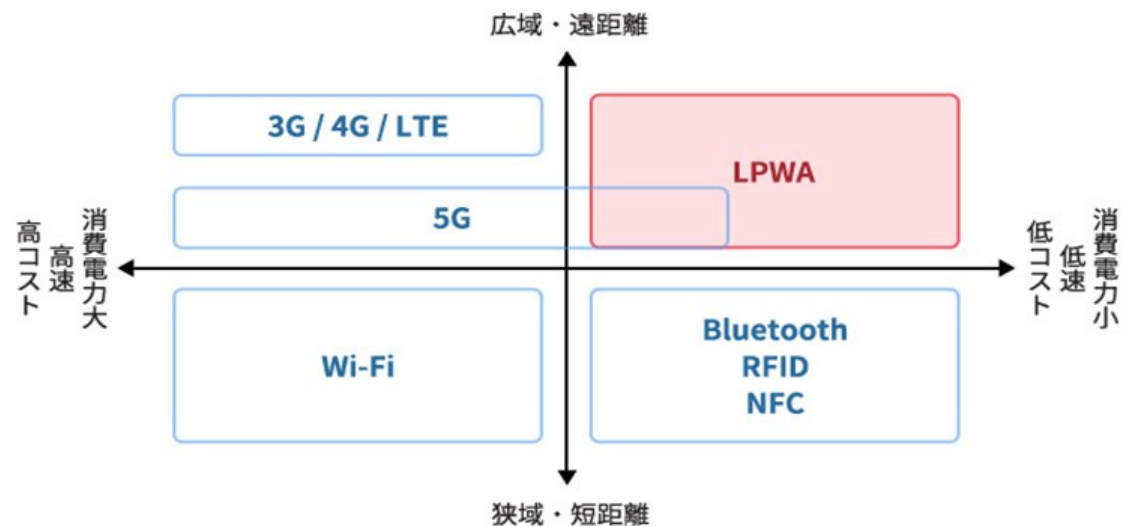 広域・遠距離
3G / 4G / LTE
LPWA
5G
消費電力大
高速
高コスト
消費電力小
低速
低コスト
Wi-Fi
Bluetooth
RFID
NFC
狭域・短距離